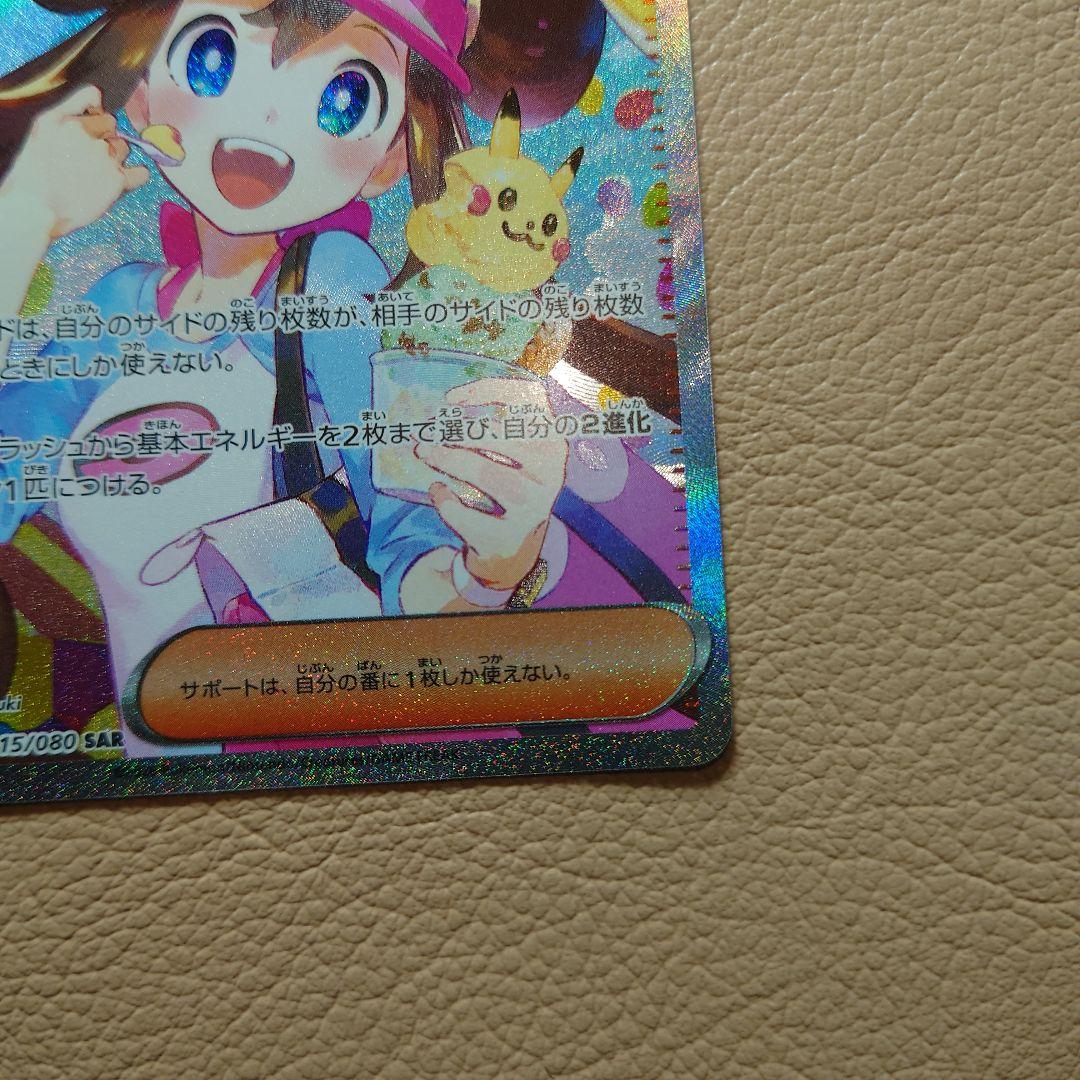 ドは、自分のサイドの残り枚数が、相手のサイドの残り枚数
ときにしか使えない。
ラッシュから基本エネルギーを2枚まで選び、自分の2進化
1匹につける。
サポートは、自分の番に1枚しか使えない。
uki
15/080 SAR